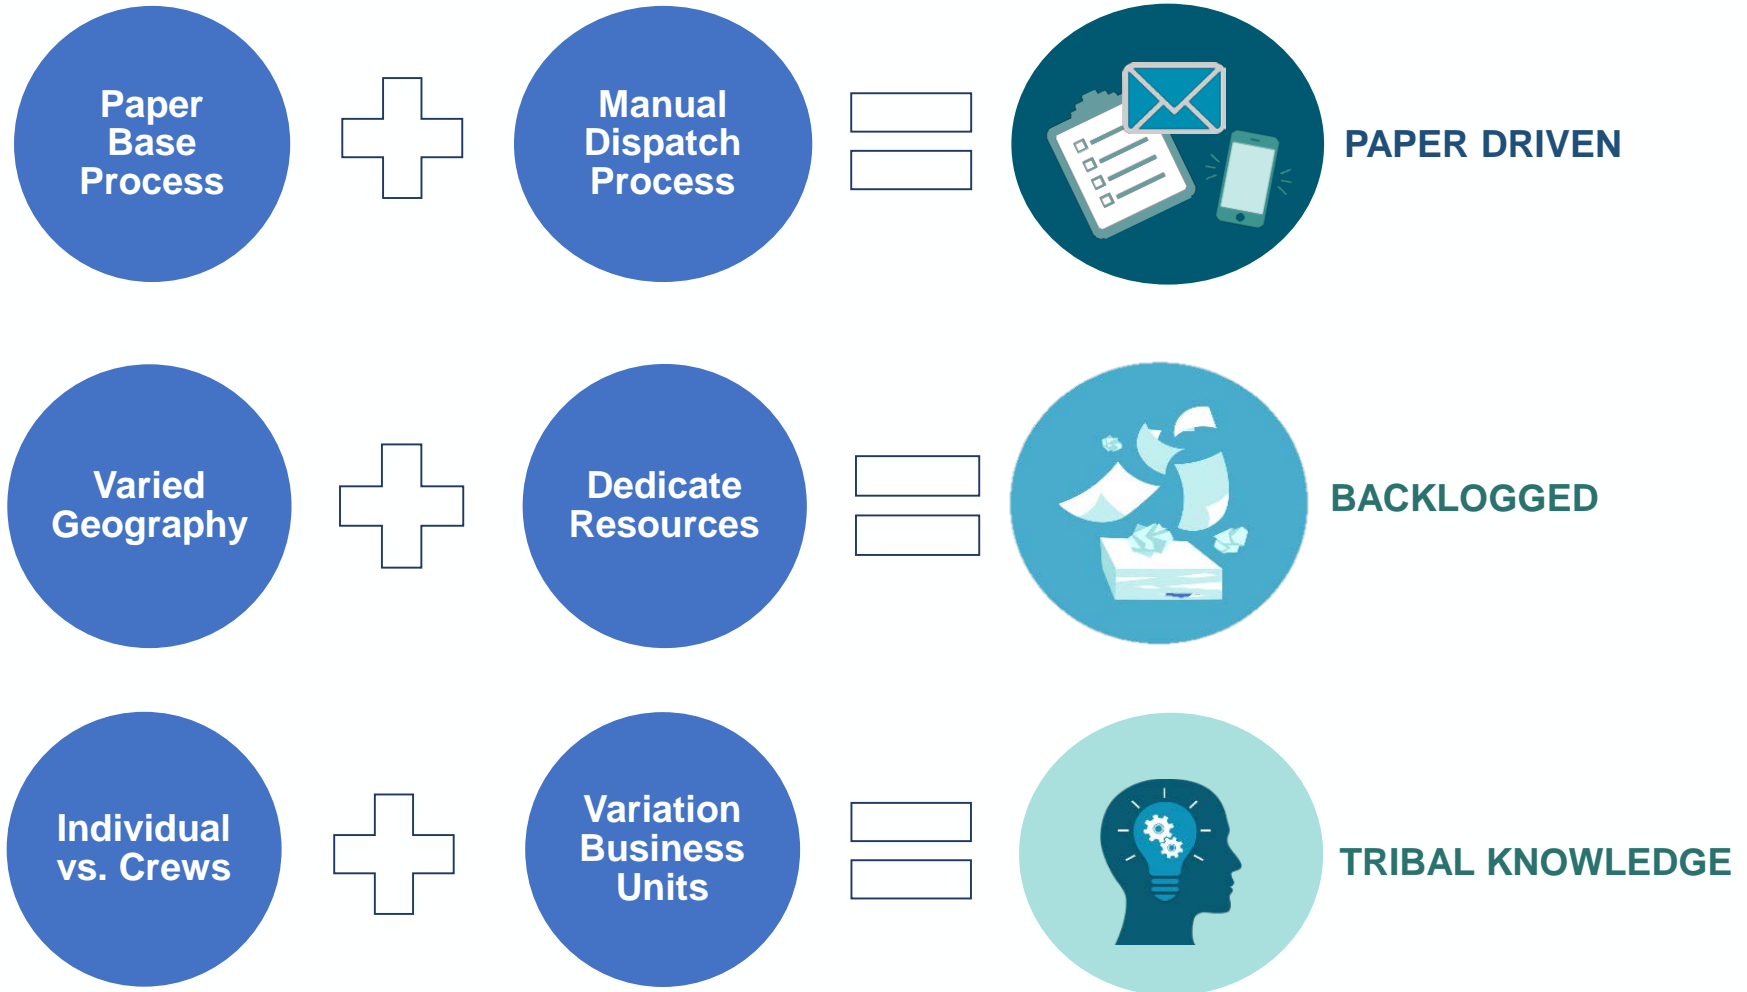 Paper
Base
Process
Manual
Dispatch
Process
PAPER DRIVEN
Varied
Geography
Dedicate
Resources
BACKLOGGED
Individual
vs. Crews
Variation
Business
Units
TRIBAL KNOWLEDGE